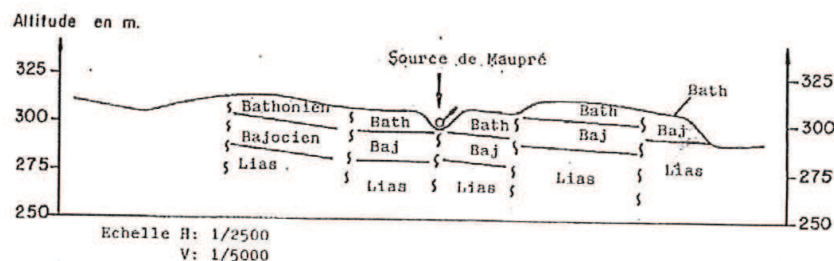 Altitude en m.
Source de Maupré
325 325
Bath
Bathonien Bath Bath Bath
300 Baj 300
Bajocien Baj Baj Baj
275 Lias Lias 275
Lias Lias Lias
250 250
Echelle H: 1/2500
V: 1/5000